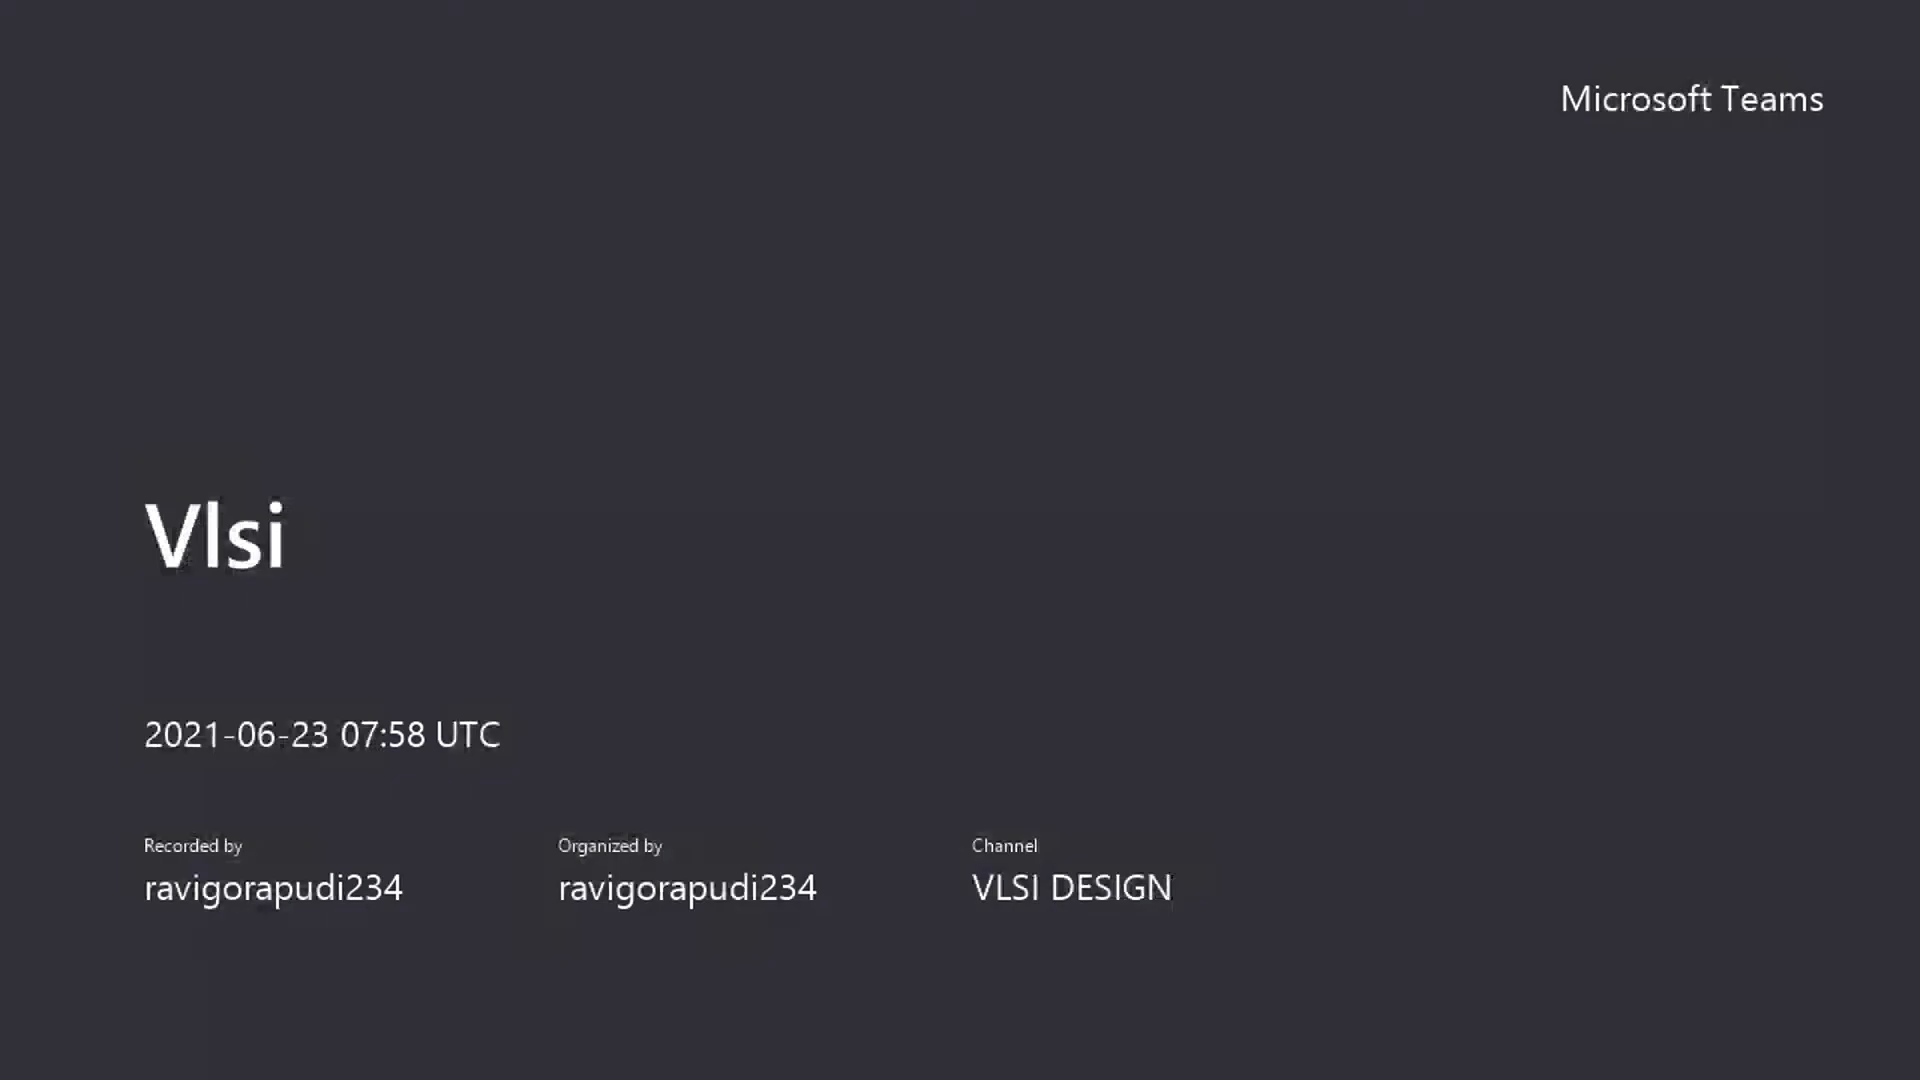 Microsoft Teams
Vlsi
2021-06-23 07:58 UTC
Recorded by
ravigorapudi234
Organized by
ravigorapudi234
Channel
VLSI DESIGN